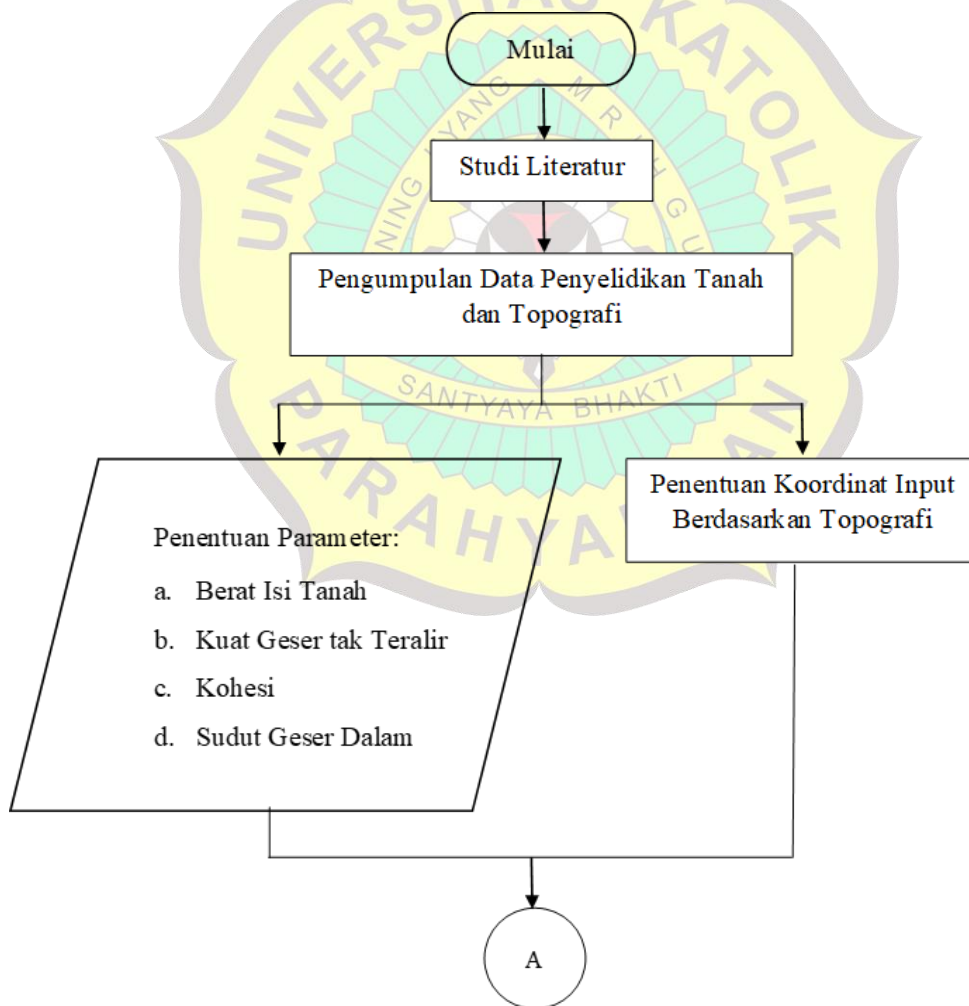 Mulai
Studi Literatur
Pengumpulan Data Penyelidikan Tanah
dan Topografi
Penentuan Parameter:
a. Berat Isi Tanah
b. Kuat Geser tak Teralir
c. Kohesi
d. Sudut Geser Dalam
Penentuan Koordinat Input
Berdasarkan Topografi
A
UNIVERSITAS KATOLIK
SANTYAYA BHAKTI